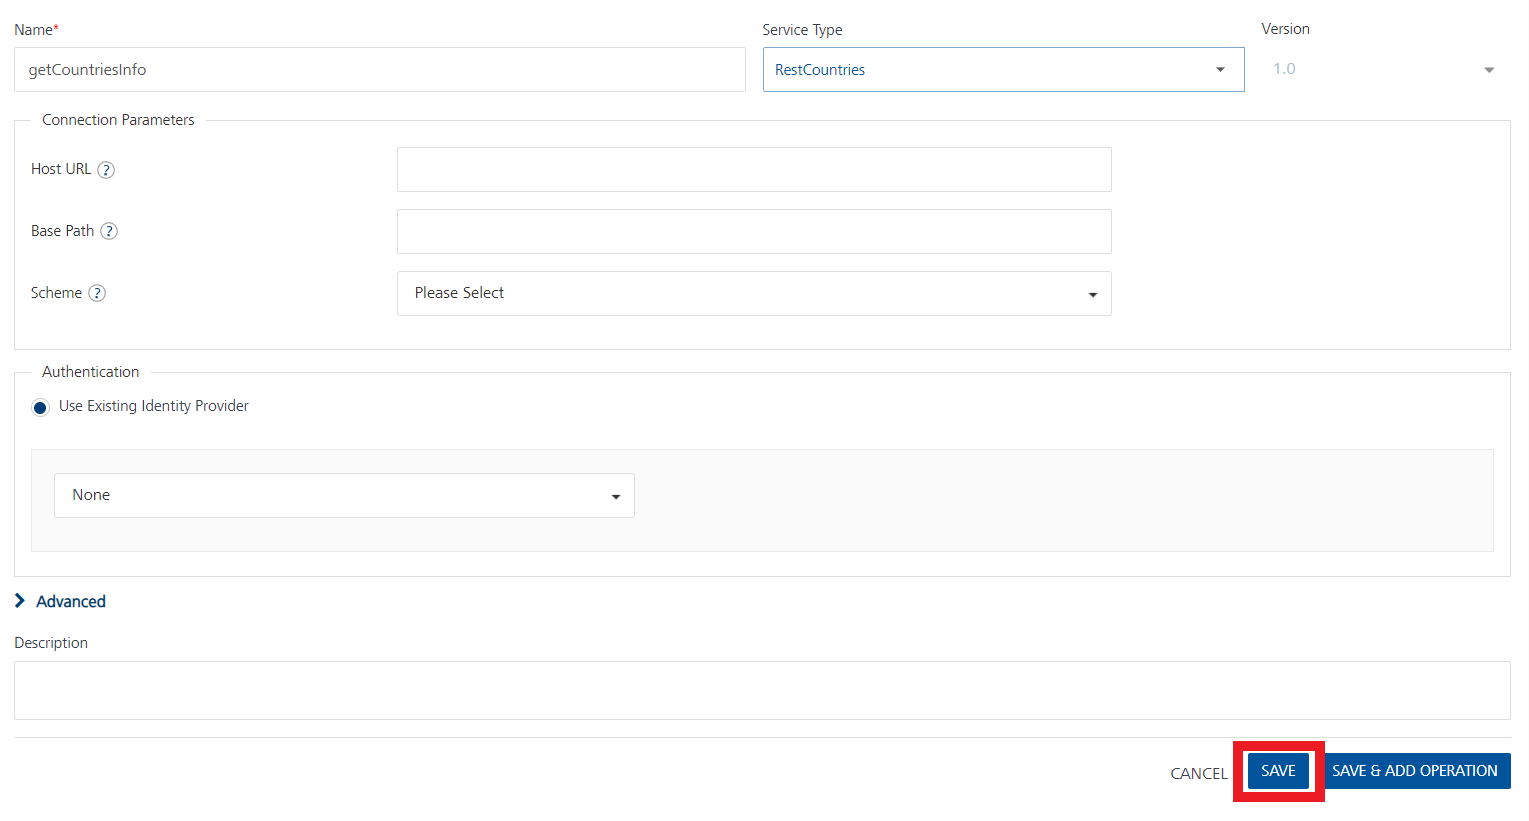 Name* Service Type Version
getCountriesInfo RestCountries 1.0
Connection Parameters
Host URL ?
Base Path ?
Scheme ? Please Select
Authentication
Use Existing Identity Provider
None
Advanced
Description
CANCEL SAVE SAVE & ADD OPERATION